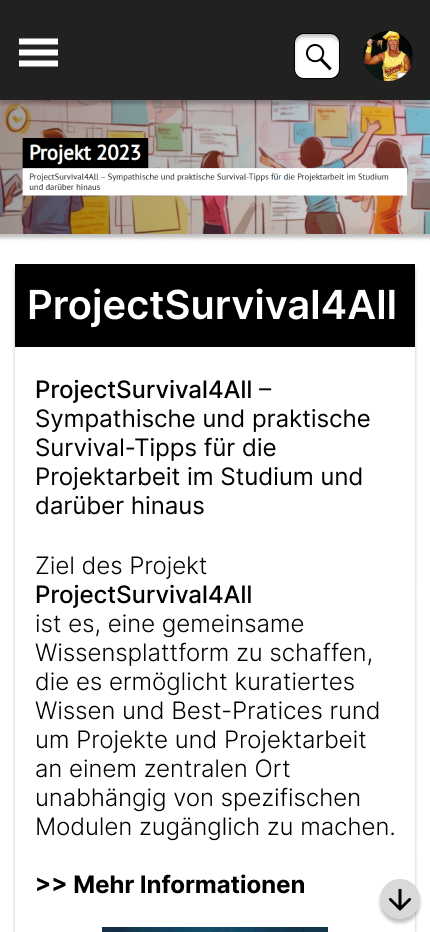 Projekt 2023
ProjectSurvival4All – Sympathische und praktische Survival-Tipps für die Projektarbeit im Studium
und darüber hinaus
ProjectSurvival4All
ProjectSurvival4All –
Sympathische und praktische
Survival-Tipps für die
Projektarbeit im Studium und
darüber hinaus
Ziel des Projekt
ProjectSurvival4All
ist es, eine gemeinsame
Wissensplattform zu schaffen,
die es ermöglicht kuratiertes
Wissen und Best-Pratices rund
um Projekte und Projektarbeit
an einem zentralen Ort
unabhängig von spezifischen
Modulen zugänglich zu machen.
>> Mehr Informationen